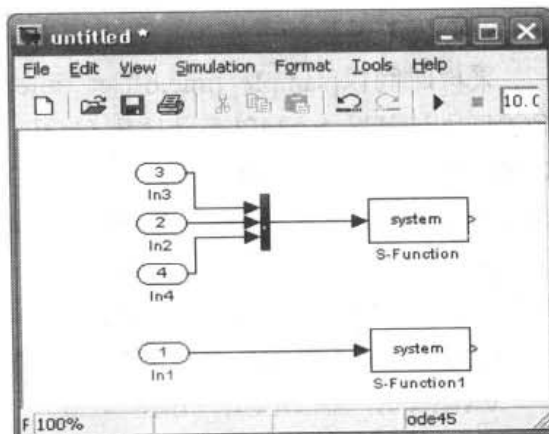 untitled *
File Edit View Simulation Format Tools Help
10.0
3
In3
2
In2
4
In4
system
S-Function
1
In1
system
S-Function1
F 100% ode45